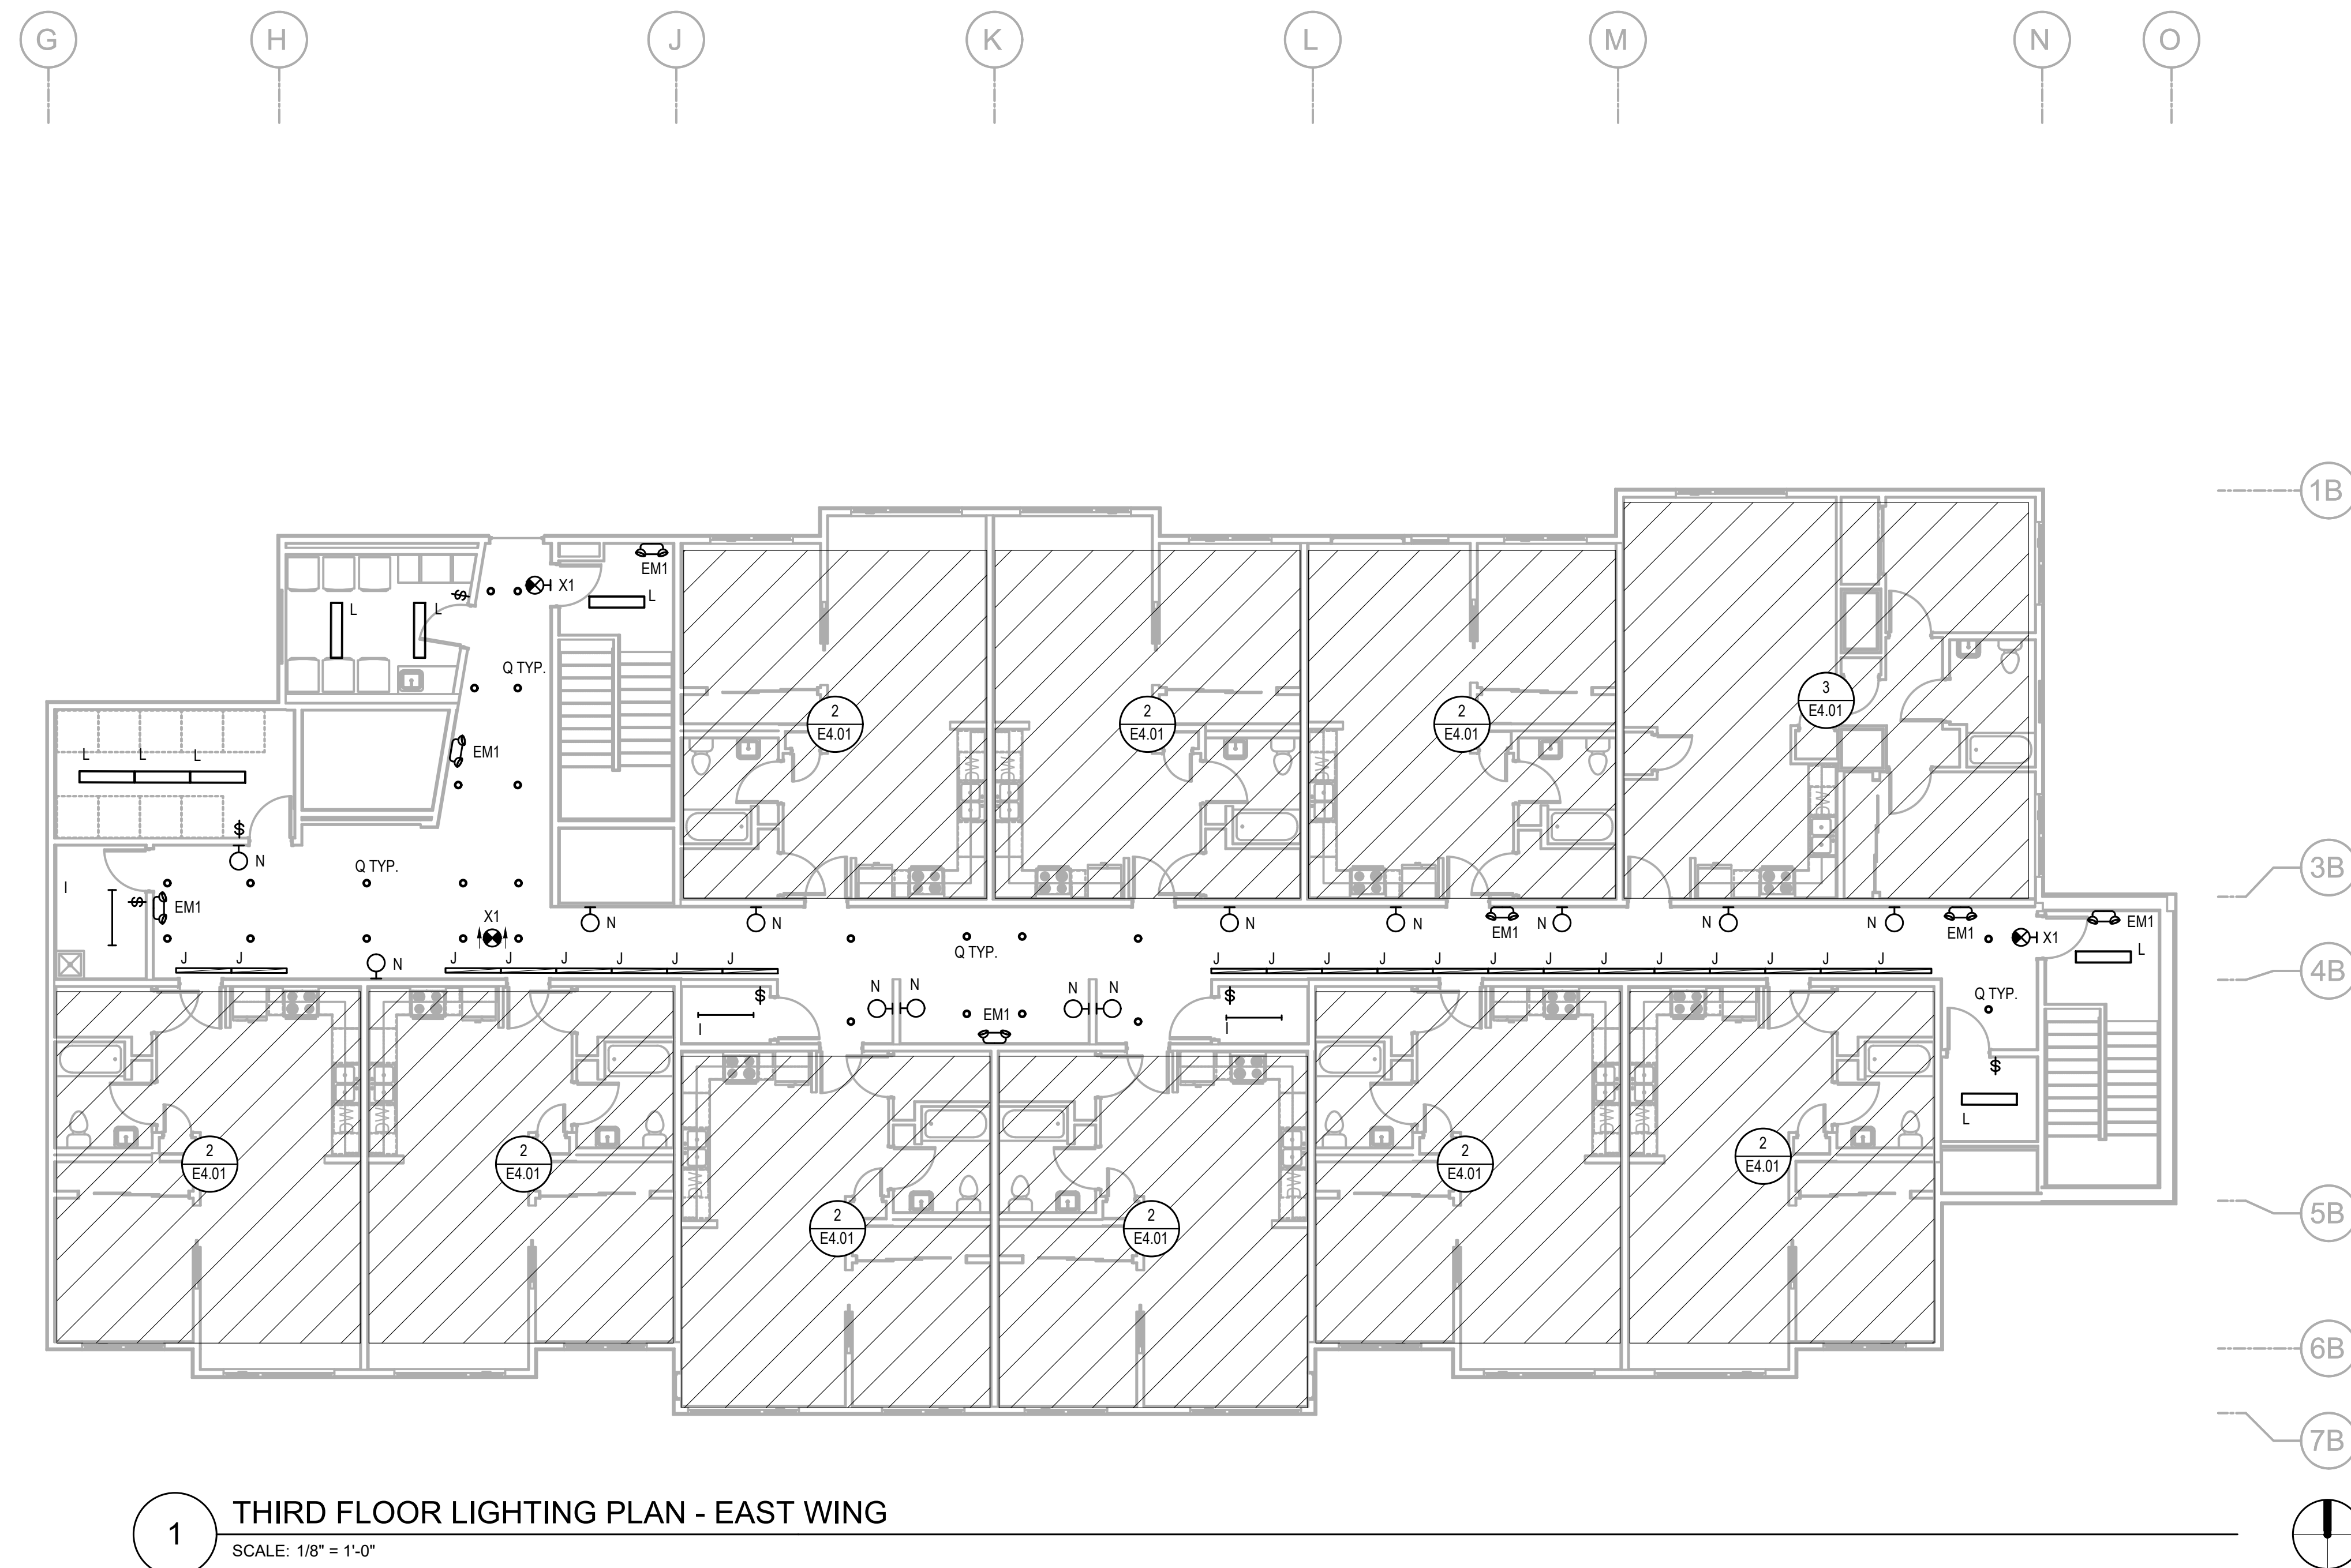 G H J K L M N O
1B
EM1
X1
L
L L
Q TYP.
3
E4.01
2
E4.01
2
E4.01
2
E4.01
EM1
L L L
N
Q TYP.
3B
I
EM1
X1
N N N N EM1 N N N EM1 EM1
X1
L
Q TYP.
J J
N
J J J J J J
J J J J J J J J J J J J J
4B
N N
N N
EM1
I
I
Q TYP.
L
2
E4.01
2
E4.01
2
E4.01
2
E4.01
2
E4.01
2
E4.01
5B
6B
7B
1
THIRD FLOOR LIGHTING PLAN - EAST WING
SCALE: 1/8" = 1'-0"